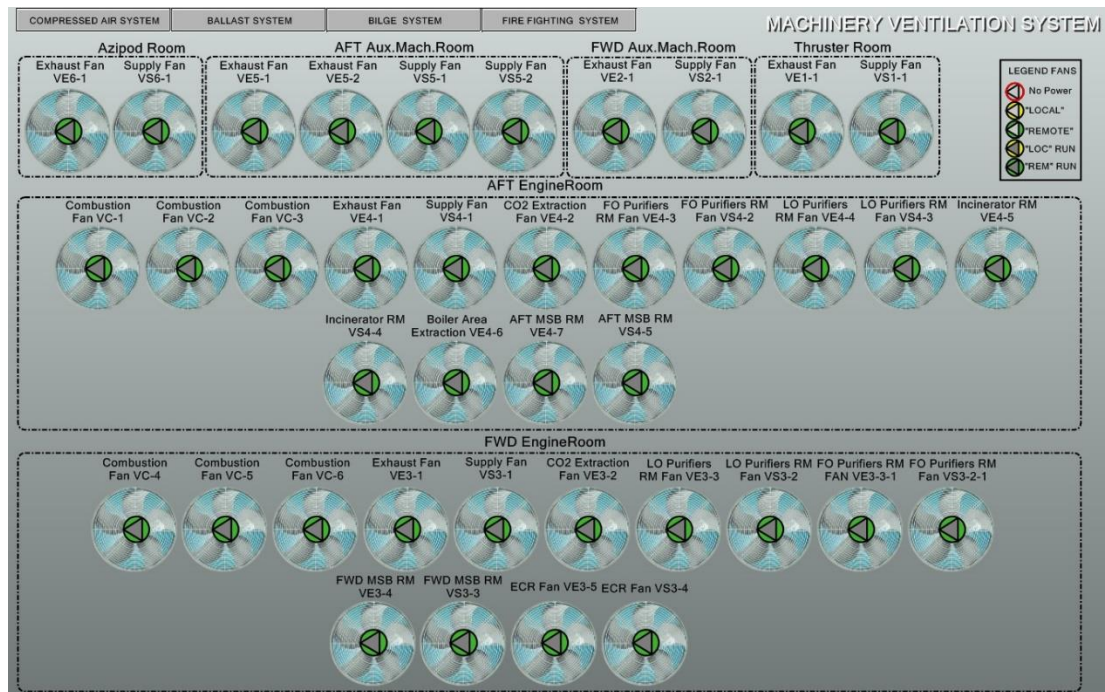 COMPRESSED AIR SYSTEM
BALLAST SYSTEM
BILGE SYSTEM
FIRE FIGHTING SYSTEM
MACHINERY VENTILATION SYSTEM
Azipod Room
AFT Aux.Mach.Room
FWD Aux.Mach.Room
Thruster Room
Exhaust Fan
VE6-1
Supply Fan
VS6-1
Exhaust Fan
VE5-1
Exhaust Fan
VE5-2
Supply Fan
VS5-1
Supply Fan
VS5-2
Exhaust Fan
VE2-1
Supply Fan
VS2-1
Exhaust Fan
VE1-1
Supply Fan
VS1-1
LEGEND FANS
No Power
"LOCAL"
"REMOTE"
"LOC" RUN
"REM" RUN
AFT EngineRoom
Combustion
Fan VC-1
Combustion
Fan VC-2
Combustion
Fan VC-3
Exhaust Fan
VE4-1
Supply Fan
VS4-1
CO2 Extraction
Fan VE4-2
FO Purifiers
RM Fan VE4-3
FO Purifiers RM
Fan VS4-2
LO Purifiers
RM Fan VE4-4
LO Purifiers RM
Fan VS4-3
Incinerator RM
VE4-5
Incinerator RM
VS4-4
Boiler Area
Extraction VE4-6
AFT MSB RM
VE4-7
AFT MSB RM
VS4-5
FWD EngineRoom
Combustion
Fan VC-4
Combustion
Fan VC-5
Combustion
Fan VC-6
Exhaust Fan
VE3-1
Supply Fan
VS3-1
CO2 Extraction
Fan VE3-2
LO Purifiers
RM Fan VE3-3
LO Purifiers RM
Fan VS3-2
FO Purifiers RM
FAN VE3-3-1
FO Purifiers RM
Fan VS3-2-1
FWD MSB RM
VE3-4
FWD MSB RM
VS3-3
ECR Fan VE3-5
ECR Fan VS3-4